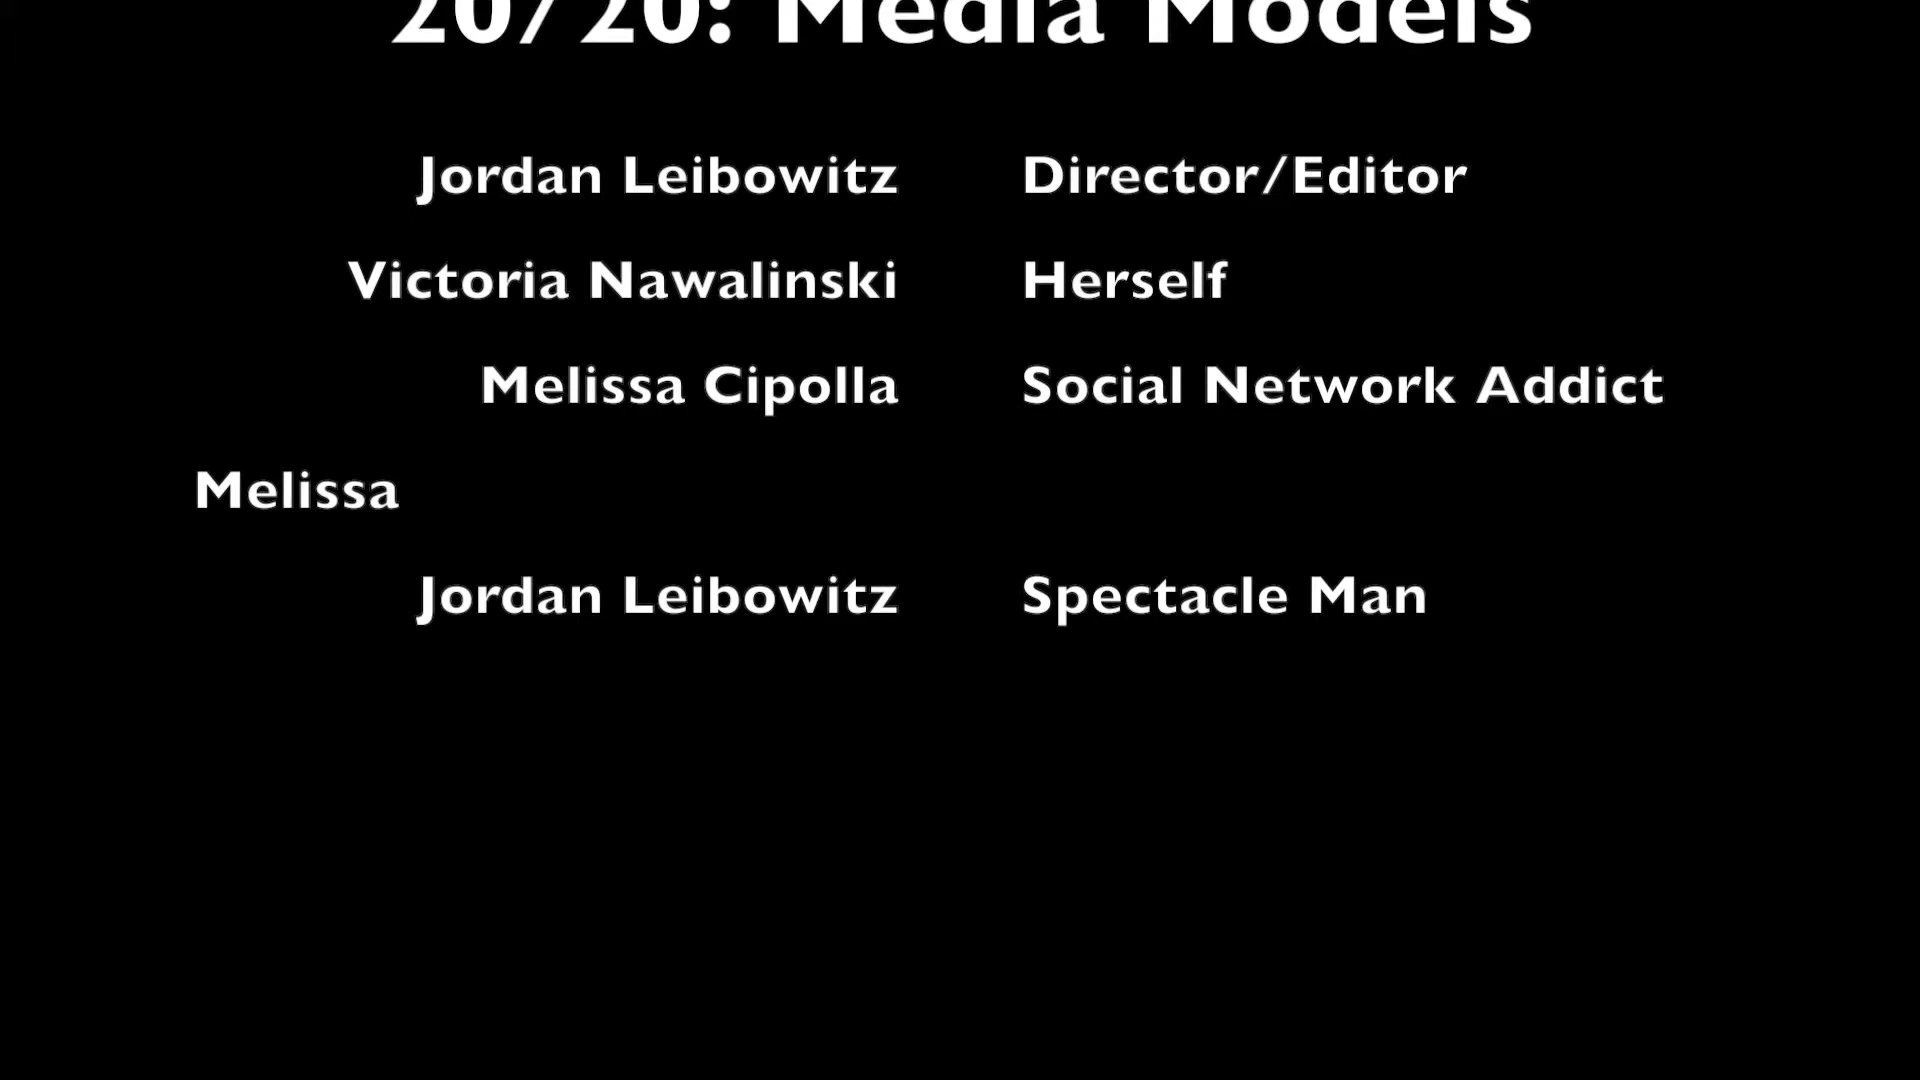 20/20: Media Models
Jordan Leibowitz Director/Editor
Victoria Nawalinski Herself
Melissa Cipolla Social Network Addict
Melissa
Jordan Leibowitz Spectacle Man